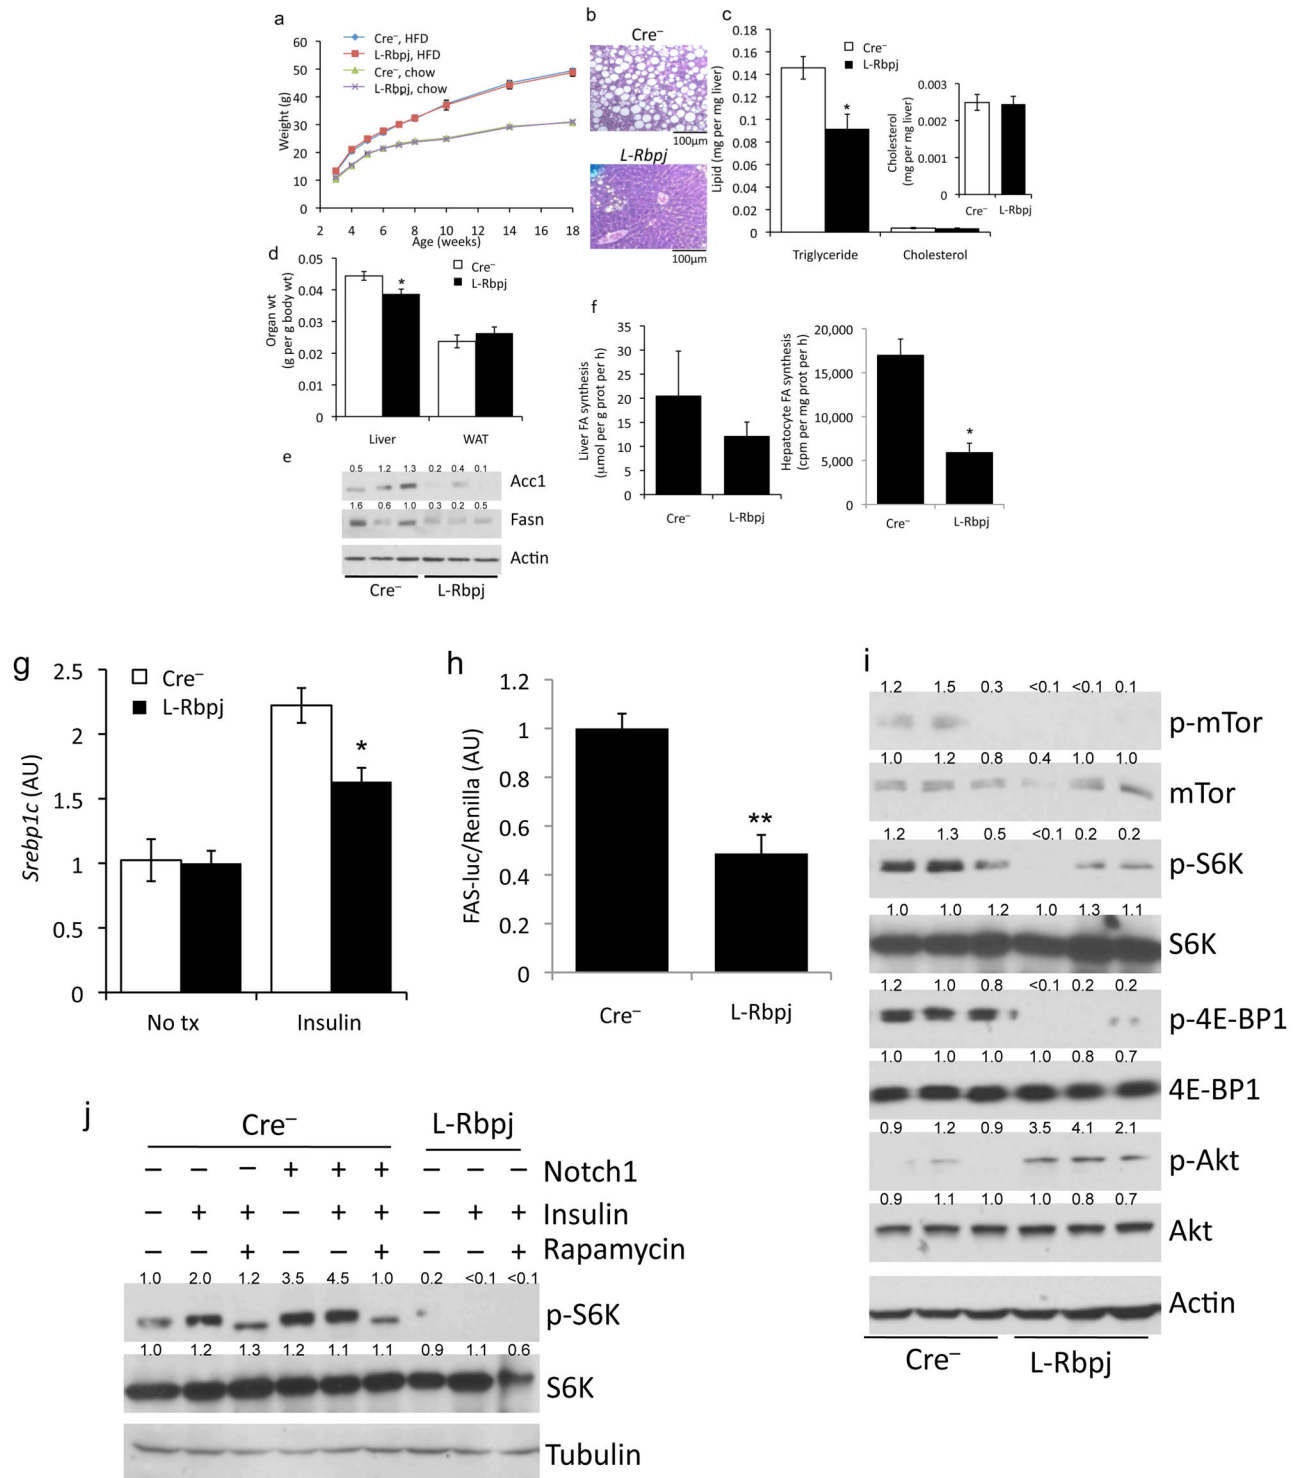 a
Cre⁻, HFD
L-Rbpj, HFD
Cre⁻, chow
L-Rbpj, chow
60
50
40
30
20
10
0
Weight (g)
2 4 6 8 10 12 14 16 18
Age (weeks)
b
Cre⁻
100µm
L-Rbpj
100µm
c
Cre⁻
L-Rbpj
0.18
0.16
0.14
0.12
0.1
0.08
0.06
0.04
0.02
0
Lipid (mg per mg liver)
*
Triglyceride Cholesterol
0.003
0.002
0.001
0
Cholesterol
(mg per mg liver)
Cre⁻ L-Rbpj
d
Cre⁻
L-Rbpj
0.05
0.04
0.03
0.02
0.01
0
Organ wt
(g per g body wt)
*
Liver WAT
e
0.5 1.2 1.3 0.2 0.4 0.1
Acc1
1.6 0.6 1.0 0.3 0.2 0.5
Fasn
Actin
Cre⁻ L-Rbpj
f
35
30
25
20
15
10
5
0
Liver FA synthesis
(µmol per g prot per h)
Cre⁻ L-Rbpj
20,000
15,000
10,000
5,000
0
Hepatocyte FA synthesis
(cpm per mg prot per h)
*
Cre⁻ L-Rbpj
g
Cre⁻
L-Rbpj
2.5
2
1.5
1
0.5
0
Srebp1c (AU)
*
No tx Insulin
h
1.2
1
0.8
0.6
0.4
0.2
0
FAS-luc/Renilla (AU)
**
Cre⁻ L-Rbpj
i
1.2 1.5 0.3 <0.1 <0.1 0.1
p-mTor
1.0 1.2 0.8 0.4 1.0 1.0
mTor
1.2 1.3 0.5 <0.1 0.2 0.2
p-S6K
1.0 1.0 1.2 1.0 1.3 1.1
S6K
1.2 1.0 0.8 <0.1 0.2 0.2
p-4E-BP1
1.0 1.0 1.0 1.0 0.8 0.7
4E-BP1
0.9 1.2 0.9 3.5 4.1 2.1
p-Akt
0.9 1.1 1.0 1.0 0.8 0.7
Akt
Actin
Cre⁻ L-Rbpj
j
Cre⁻ L-Rbpj
− − − + + + − − − Notch1
− + + − + + − + + Insulin
− − + − − + − − + Rapamycin
1.0 2.0 1.2 3.5 4.5 1.0 0.2 <0.1 <0.1
p-S6K
1.0 1.2 1.3 1.2 1.1 1.1 0.9 1.1 0.6
S6K
Tubulin